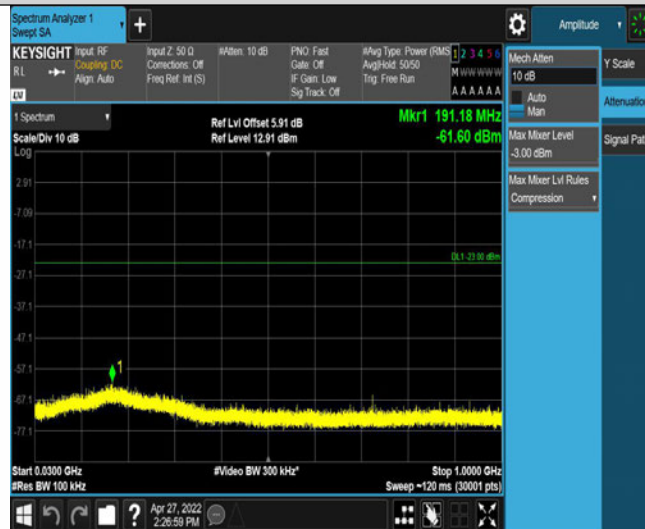 Spectrum Analyzer 1
Swept SA
Amplitude
KEYSIGHT
RL
LXI
Input: RF
Coupling: DC
Align: Auto
Input Z: 50 Ω
Corrections: Off
Freq Ref: Int (S)
#Atten: 10 dB
PNO: Fast
Gate: Off
IF Gain: Low
Sig Track: Off
#Avg Type: Power (RMS
Avg|Hold: 50/50
Trig: Free Run
1 2 3 4 5 6
M W W W W W
A A A A A A
1 Spectrum
Scale/Div 10 dB
Log
Ref Lvl Offset 5.91 dB
Ref Level 12.91 dBm
Mkr1 191.18 MHz
-61.60 dBm
2.91
-7.09
-17.1
DL1 -23.00 dBm
-27.1
-37.1
-47.1
-57.1
1
-67.1
-77.1
Start 0.0300 GHz
#Res BW 100 kHz
#Video BW 300 kHz*
Stop 1.0000 GHz
Sweep ~120 ms (30001 pts)
Apr 27, 2022
2:26:59 PM
Mech Atten
10 dB
Auto
Man
Max Mixer Level
-3.00 dBm
Max Mixer Lvl Rules
Compression
Y Scale
Attenuation
Signal Pat